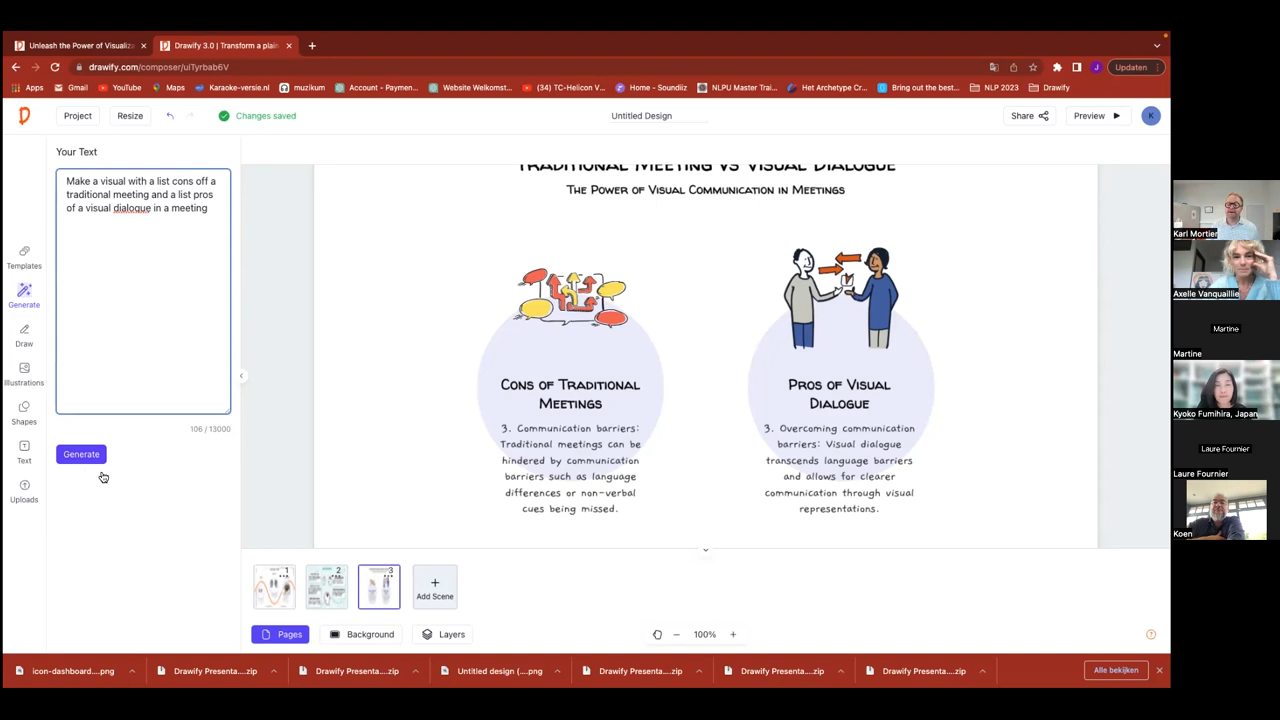 Unleash the Power of Visualiz
Drawify 3.0 | Transform a plain
drawify.com/composer/uiTyrbab6V
Updaten
Apps
Gmail
YouTube
Maps
Karaoke-versie.nl
muzikum
Account - Paymen...
Website Welkomst...
(34) TC-Helicon V...
Home - Soundiiz
NLPU Master Trai...
Het Archetype Cr...
Bring out the best...
NLP 2023
Drawify
Project
Resize
Changes saved
Untitled Design
Share
Preview
K
Your Text
Make a visual with a list cons off a
traditional meeting and a list pros
of a visual dialogue in a meeting
106 / 13000
Generate
Templates
Generate
Draw
Illustrations
Shapes
Text
Uploads
Traditional Meeting vs Visual Dialogue
The Power of Visual Communication in Meetings
Cons of Traditional
Meetings
3. Communication barriers:
Traditional meetings can be
hindered by communication
barriers such as language
differences or non-verbal
cues being missed.
Pros of Visual
Dialogue
3. Overcoming communication
barriers: Visual dialogue
transcends language barriers
and allows for clearer
communication through visual
representations.
1
2
3
Add Scene
Pages
Background
Layers
100%
icon-dashboard....png
Drawify Presenta....zip
Drawify Presenta....zip
Untitled design (....png
Drawify Presenta....zip
Drawify Presenta....zip
Drawify Presenta....zip
Alle bekijken
Karl Mortier
Axelle Vanquaillie
Martine
Martine
Kyoko Fumihira, Japan
Laure Fournier
Laure Fournier
Koen